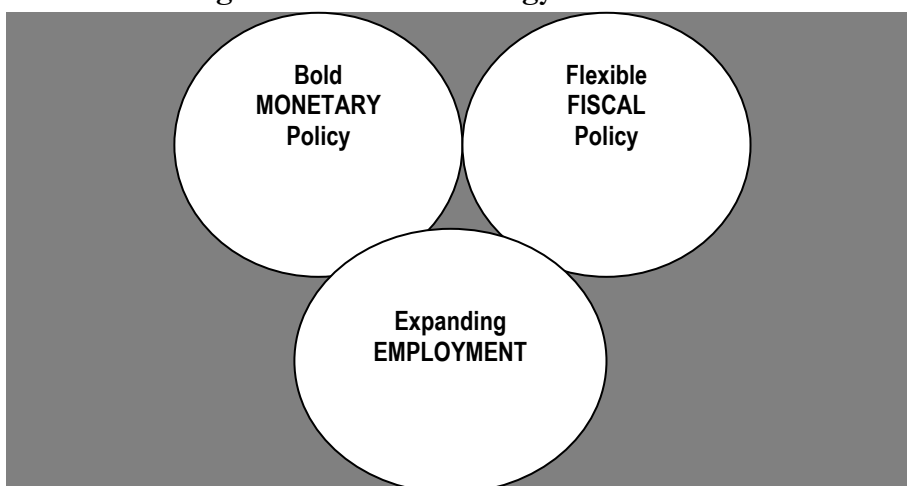 Bold
MONETARY
Policy
Flexible
FISCAL
Policy
Expanding
EMPLOYMENT